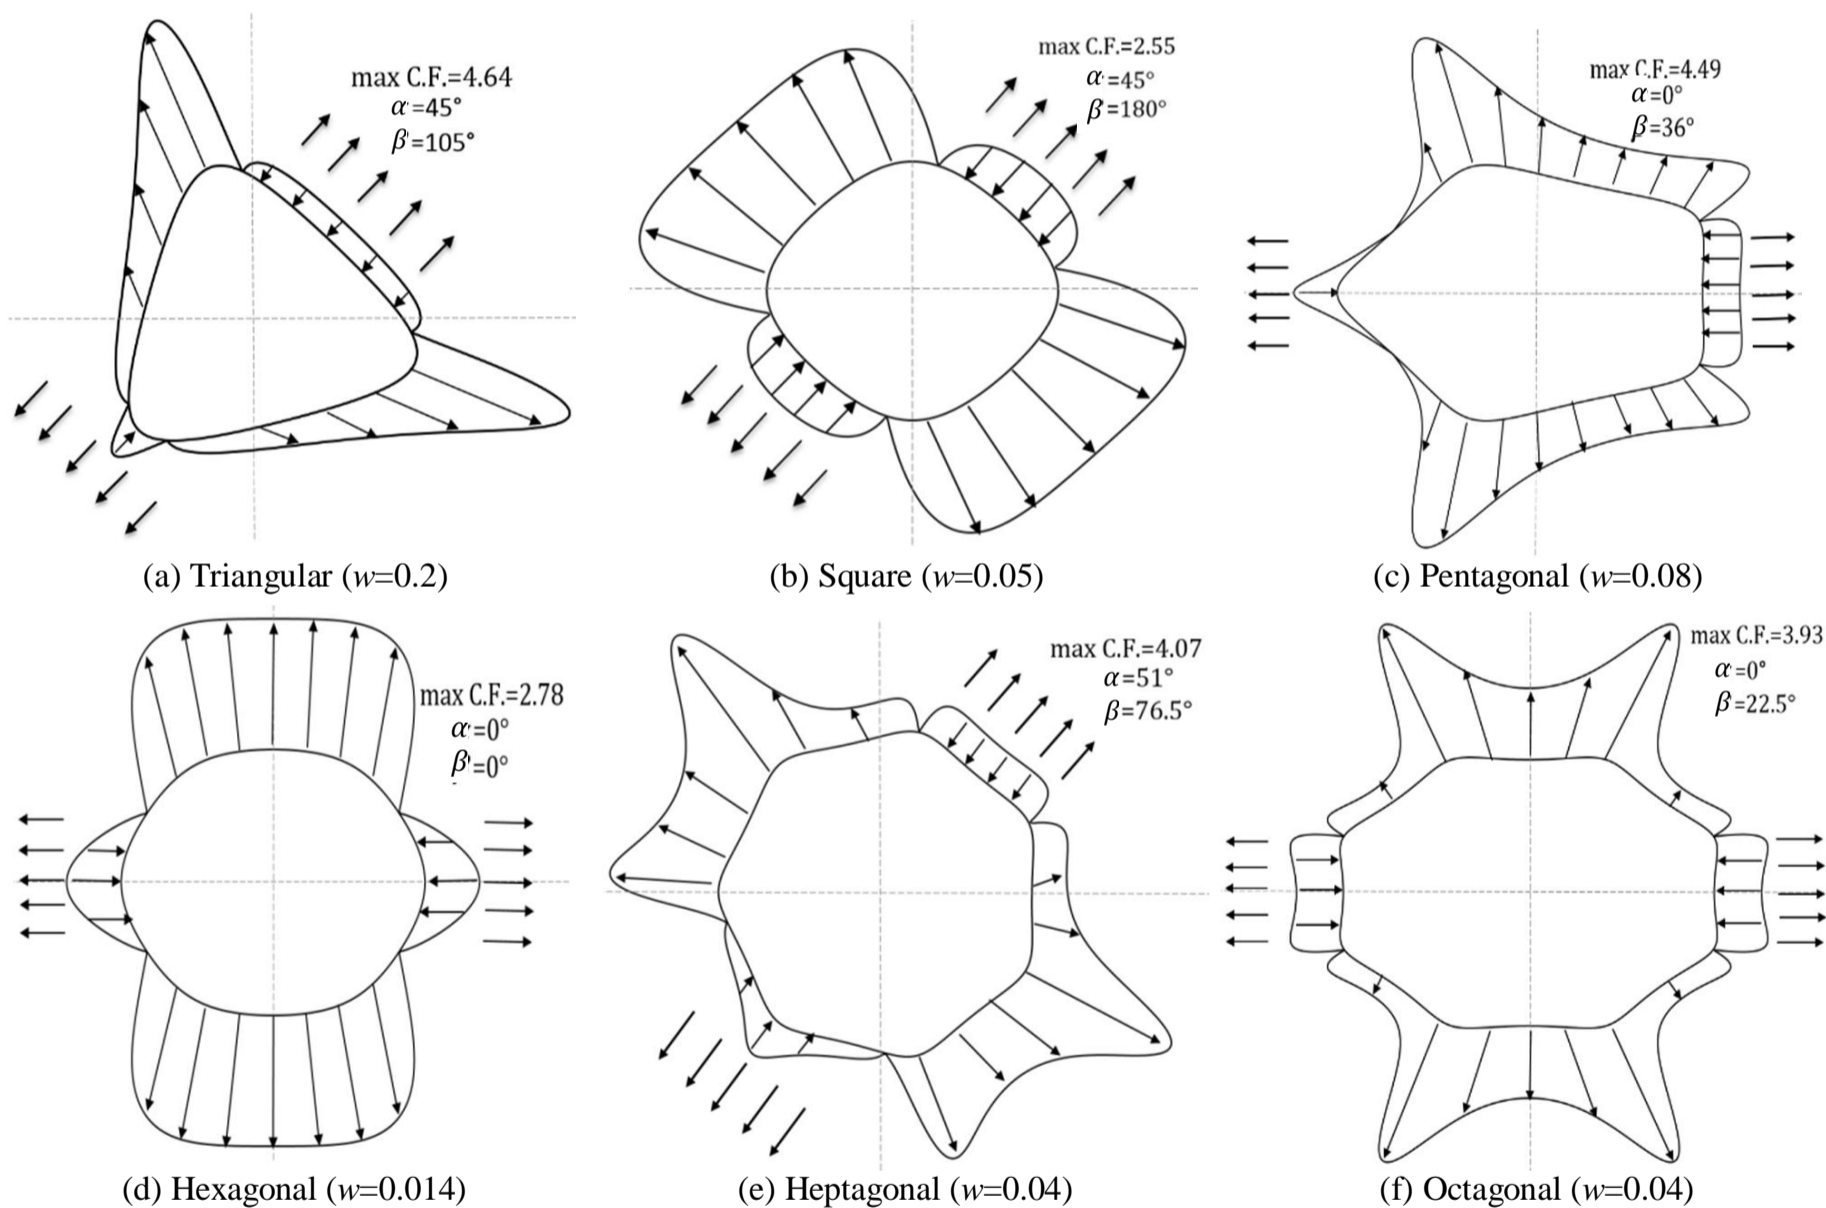 max C.F.=4.64
α=45°
β=105°
(a) Triangular (w=0.2)
max C.F.=2.55
α=45°
β=180°
(b) Square (w=0.05)
max C.F.=4.49
α=0°
β=36°
(c) Pentagonal (w=0.08)
max C.F.=2.78
α=0°
β=0°
(d) Hexagonal (w=0.014)
max C.F.=4.07
α=51°
β=76.5°
(e) Heptagonal (w=0.04)
max C.F.=3.93
α=0°
β=22.5°
(f) Octagonal (w=0.04)